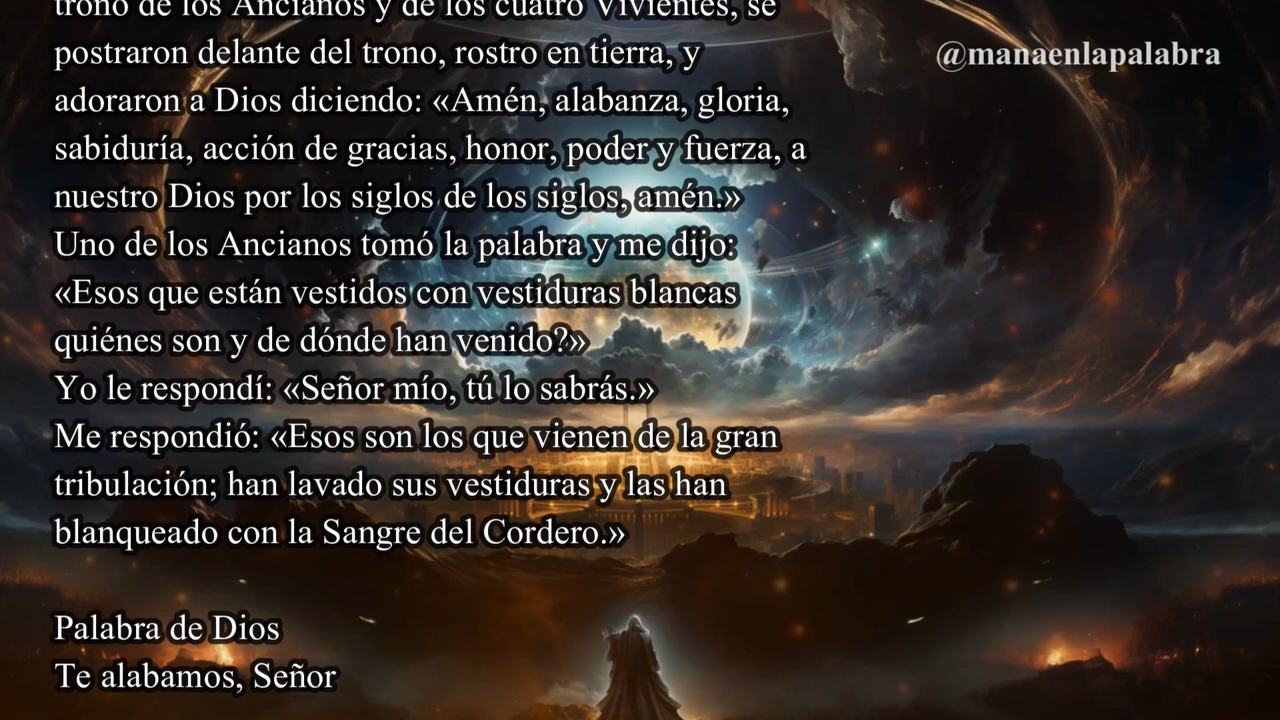 trono de los Ancianos y de los cuatro Vivientes, se
postraron delante del trono, rostro en tierra, y
@manaenlapalabra
adoraron a Dios diciendo: «Amén, alabanza, gloria,
sabiduría, acción de gracias, honor, poder y fuerza, a
nuestro Dios por los siglos de los siglos, amén.»
Uno de los Ancianos tomó la palabra y me dijo:
«Esos que están vestidos con vestiduras blancas
quiénes son y de dónde han venido?»
Yo le respondí: «Señor mío, tú lo sabrás.»
Me respondió: «Esos son los que vienen de la gran
tribulación; han lavado sus vestiduras y las han
blanqueado con la Sangre del Cordero.»
Palabra de Dios
Te alabamos, Señor